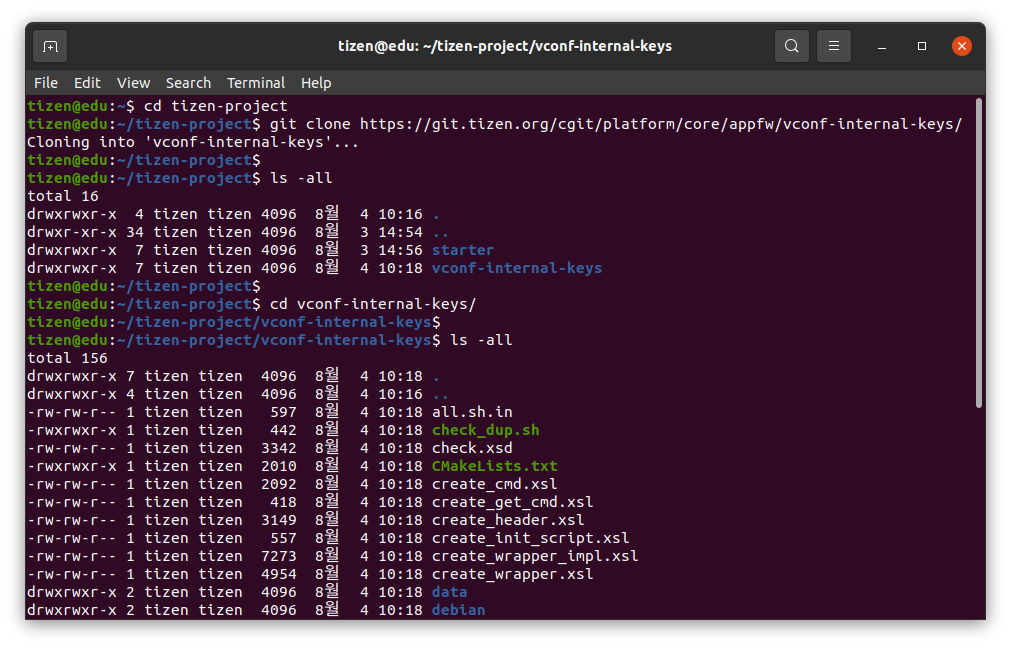 tizen@edu: ~/tizen-project/vconf-internal-keys
File Edit View Search Terminal Help
tizen@edu:~$ cd tizen-project
tizen@edu:~/tizen-project$ git clone https://git.tizen.org/cgit/platform/core/appfw/vconf-internal-keys/
Cloning into 'vconf-internal-keys'...
tizen@edu:~/tizen-project$
tizen@edu:~/tizen-project$ ls -all
total 16
drwxrwxr-x  4 tizen tizen 4096  8월  4 10:16 .
drwxr-xr-x 34 tizen tizen 4096  8월  3 14:54 ..
drwxrwxr-x  7 tizen tizen 4096  8월  3 14:56 starter
drwxrwxr-x  7 tizen tizen 4096  8월  4 10:18 vconf-internal-keys
tizen@edu:~/tizen-project$
tizen@edu:~/tizen-project$ cd vconf-internal-keys/
tizen@edu:~/tizen-project/vconf-internal-keys$
tizen@edu:~/tizen-project/vconf-internal-keys$ ls -all
total 156
drwxrwxr-x 7 tizen tizen  4096  8월  4 10:18 .
drwxrwxr-x 4 tizen tizen  4096  8월  4 10:16 ..
-rw-rw-r-- 1 tizen tizen   597  8월  4 10:18 all.sh.in
-rwxrwxr-x 1 tizen tizen   442  8월  4 10:18 check_dup.sh
-rw-rw-r-- 1 tizen tizen  3342  8월  4 10:18 check.xsd
-rwxrwxr-x 1 tizen tizen  2010  8월  4 10:18 CMakeLists.txt
-rw-rw-r-- 1 tizen tizen  2092  8월  4 10:18 create_cmd.xsl
-rw-rw-r-- 1 tizen tizen   418  8월  4 10:18 create_get_cmd.xsl
-rw-rw-r-- 1 tizen tizen  3149  8월  4 10:18 create_header.xsl
-rw-rw-r-- 1 tizen tizen   557  8월  4 10:18 create_init_script.xsl
-rw-rw-r-- 1 tizen tizen  7273  8월  4 10:18 create_wrapper_impl.xsl
-rw-rw-r-- 1 tizen tizen  4954  8월  4 10:18 create_wrapper.xsl
drwxrwxr-x 2 tizen tizen  4096  8월  4 10:18 data
drwxrwxr-x 2 tizen tizen  4096  8월  4 10:18 debian